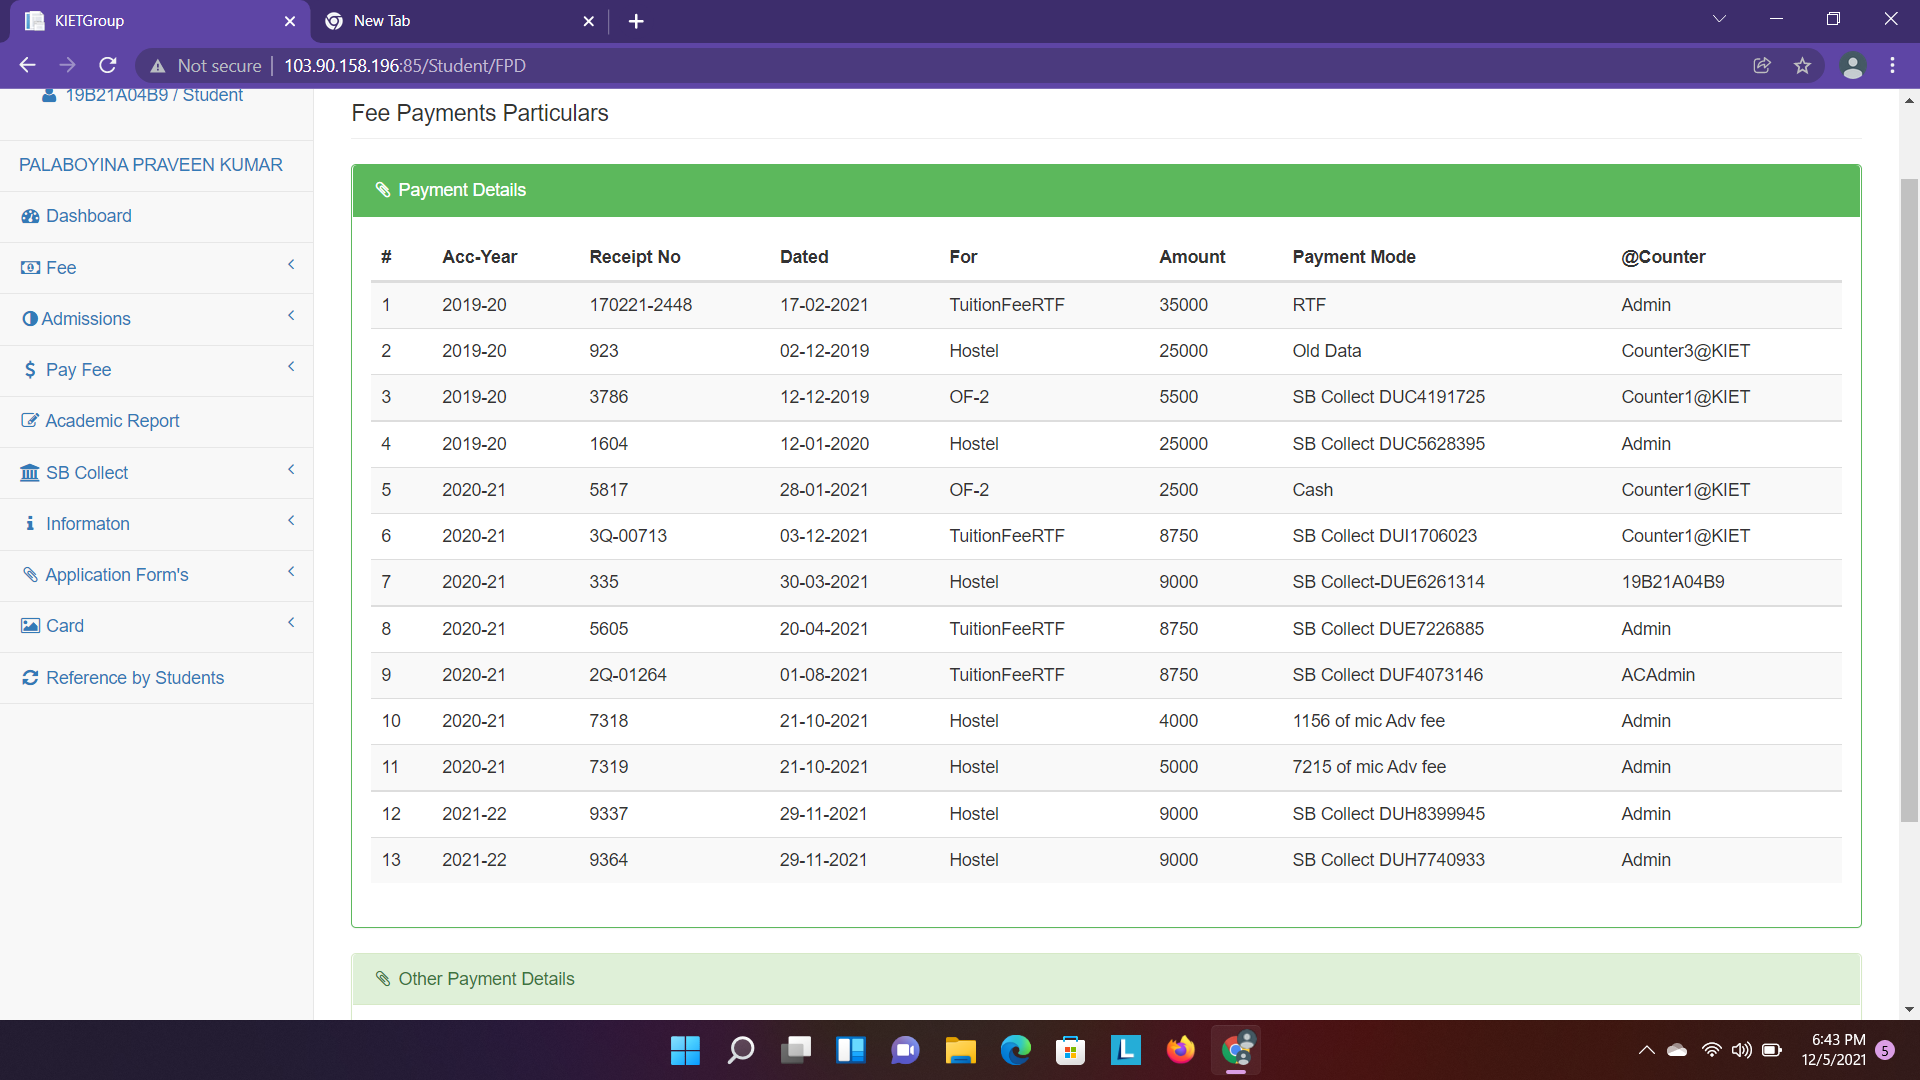 KIETGroup
New Tab
Not secure 103.90.158.196:85/Student/FPD
19B21A04B9 / Student
PALABOYINA PRAVEEN KUMAR
Dashboard
Fee
Admissions
Pay Fee
Academic Report
SB Collect
Informaton
Application Form's
Card
Reference by Students
Fee Payments Particulars
Payment Details
# Acc-Year Receipt No Dated For Amount Payment Mode @Counter
1 2019-20 170221-2448 17-02-2021 TuitionFeeRTF 35000 RTF Admin
2 2019-20 923 02-12-2019 Hostel 25000 Old Data Counter3@KIET
3 2019-20 3786 12-12-2019 OF-2 5500 SB Collect DUC4191725 Counter1@KIET
4 2019-20 1604 12-01-2020 Hostel 25000 SB Collect DUC5628395 Admin
5 2020-21 5817 28-01-2021 OF-2 2500 Cash Counter1@KIET
6 2020-21 3Q-00713 03-12-2021 TuitionFeeRTF 8750 SB Collect DUI1706023 Counter1@KIET
7 2020-21 335 30-03-2021 Hostel 9000 SB Collect-DUE6261314 19B21A04B9
8 2020-21 5605 20-04-2021 TuitionFeeRTF 8750 SB Collect DUE7226885 Admin
9 2020-21 2Q-01264 01-08-2021 TuitionFeeRTF 8750 SB Collect DUF4073146 ACAdmin
10 2020-21 7318 21-10-2021 Hostel 4000 1156 of mic Adv fee Admin
11 2020-21 7319 21-10-2021 Hostel 5000 7215 of mic Adv fee Admin
12 2021-22 9337 29-11-2021 Hostel 9000 SB Collect DUH8399945 Admin
13 2021-22 9364 29-11-2021 Hostel 9000 SB Collect DUH7740933 Admin
Other Payment Details
6:43 PM
12/5/2021
5